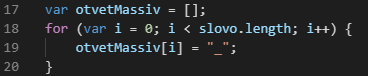 17 var otvetMassiv = [];
18 for (var i = 0; i < slovo.length; i++) {
19 otvetMassiv[i] = "_";
20 }